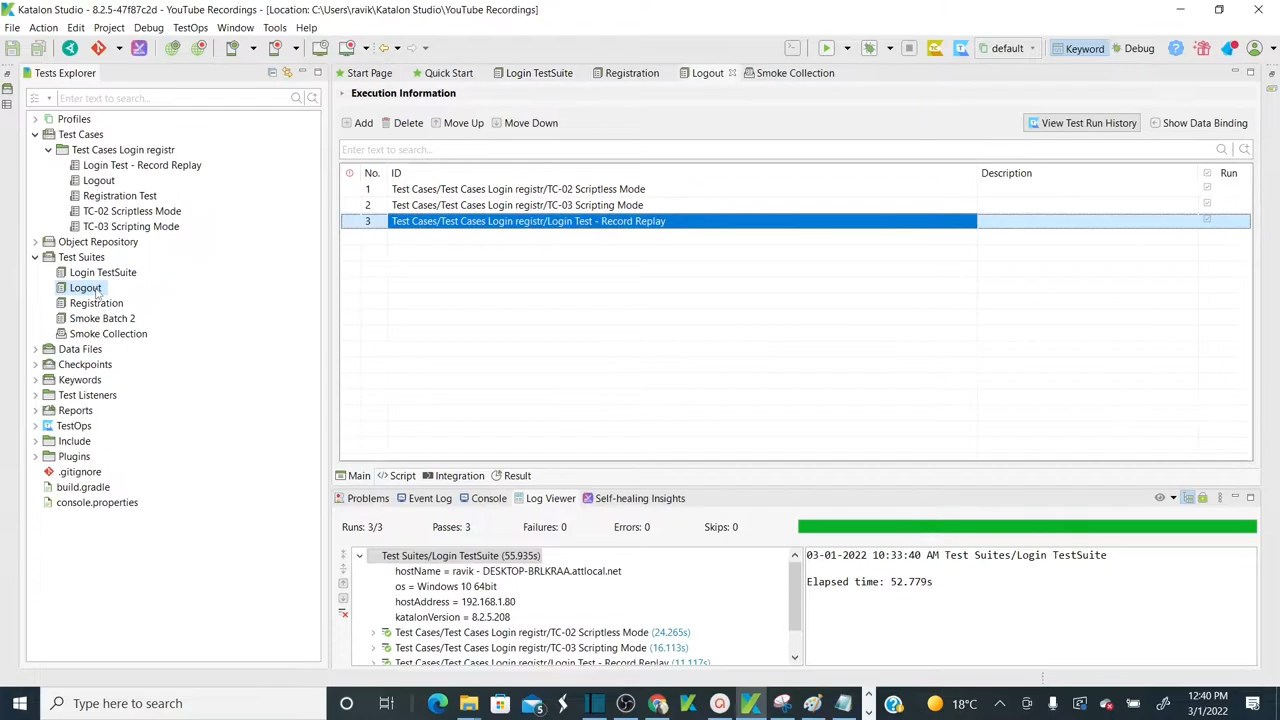 Katalon Studio - 8.2.5-47f87c2d - YouTube Recordings - [Location: C:\Users\ravik\Katalon Studio\YouTube Recordings]
File Action Edit Project Debug TestOps Window Tools Help
default Keyword Debug
Tests Explorer
Enter text to search...
Profiles
Test Cases
Test Cases Login registr
Login Test - Record Replay
Logout
Registration Test
TC-02 Scriptless Mode
TC-03 Scripting Mode
Object Repository
Test Suites
Login TestSuite
Logout
Registration
Smoke Batch 2
Smoke Collection
Data Files
Checkpoints
Keywords
Test Listeners
Reports
TestOps
Include
Plugins
.gitignore
build.gradle
console.properties
Start Page Quick Start Login TestSuite Registration Logout Smoke Collection
Execution Information
Add Delete Move Up Move Down View Test Run History Show Data Binding
Enter text to search...
No. ID Description Run
1 Test Cases/Test Cases Login registr/TC-02 Scriptless Mode
2 Test Cases/Test Cases Login registr/TC-03 Scripting Mode
3 Test Cases/Test Cases Login registr/Login Test - Record Replay
Main Script Integration Result
Problems Event Log Console Log Viewer Self-healing Insights
Runs: 3/3 Passes: 3 Failures: 0 Errors: 0 Skips: 0
Test Suites/Login TestSuite (55.935s)
hostName = ravik - DESKTOP-BRLKRAA.attlocal.net
os = Windows 10 64bit
hostAddress = 192.168.1.80
katalonVersion = 8.2.5.208
Test Cases/Test Cases Login registr/TC-02 Scriptless Mode (24.265s)
Test Cases/Test Cases Login registr/TC-03 Scripting Mode (16.113s)
Test Cases/Test Cases Login registr/Login Test - Record Replay (11.117s)
03-01-2022 10:33:40 AM Test Suites/Login TestSuite
Elapsed time: 52.779s
Type here to search
5
18°C
12:40 PM
3/1/2022